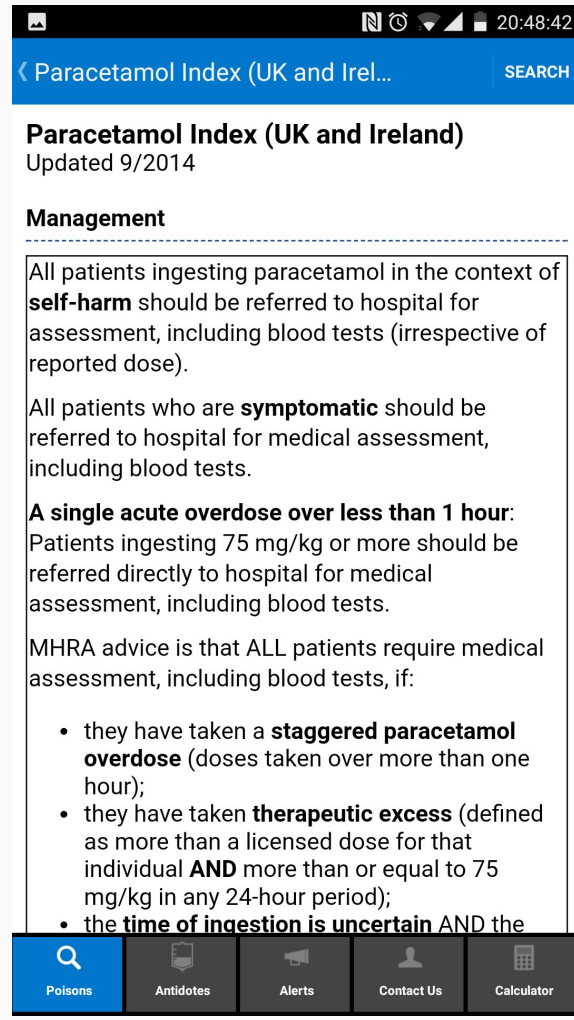 20:48:42
Paracetamol Index (UK and Irel...
SEARCH
Paracetamol Index (UK and Ireland)
Updated 9/2014
Management
All patients ingesting paracetamol in the context of
self-harm should be referred to hospital for
assessment, including blood tests (irrespective of
reported dose).
All patients who are symptomatic should be
referred to hospital for medical assessment,
including blood tests.
A single acute overdose over less than 1 hour:
Patients ingesting 75 mg/kg or more should be
referred directly to hospital for medical
assessment, including blood tests.
MHRA advice is that ALL patients require medical
assessment, including blood tests, if:
• they have taken a staggered paracetamol
overdose (doses taken over more than one
hour);
• they have taken therapeutic excess (defined
as more than a licensed dose for that
individual AND more than or equal to 75
mg/kg in any 24-hour period);
• the time of ingestion is uncertain AND the
Poisons
Antidotes
Alerts
Contact Us
Calculator